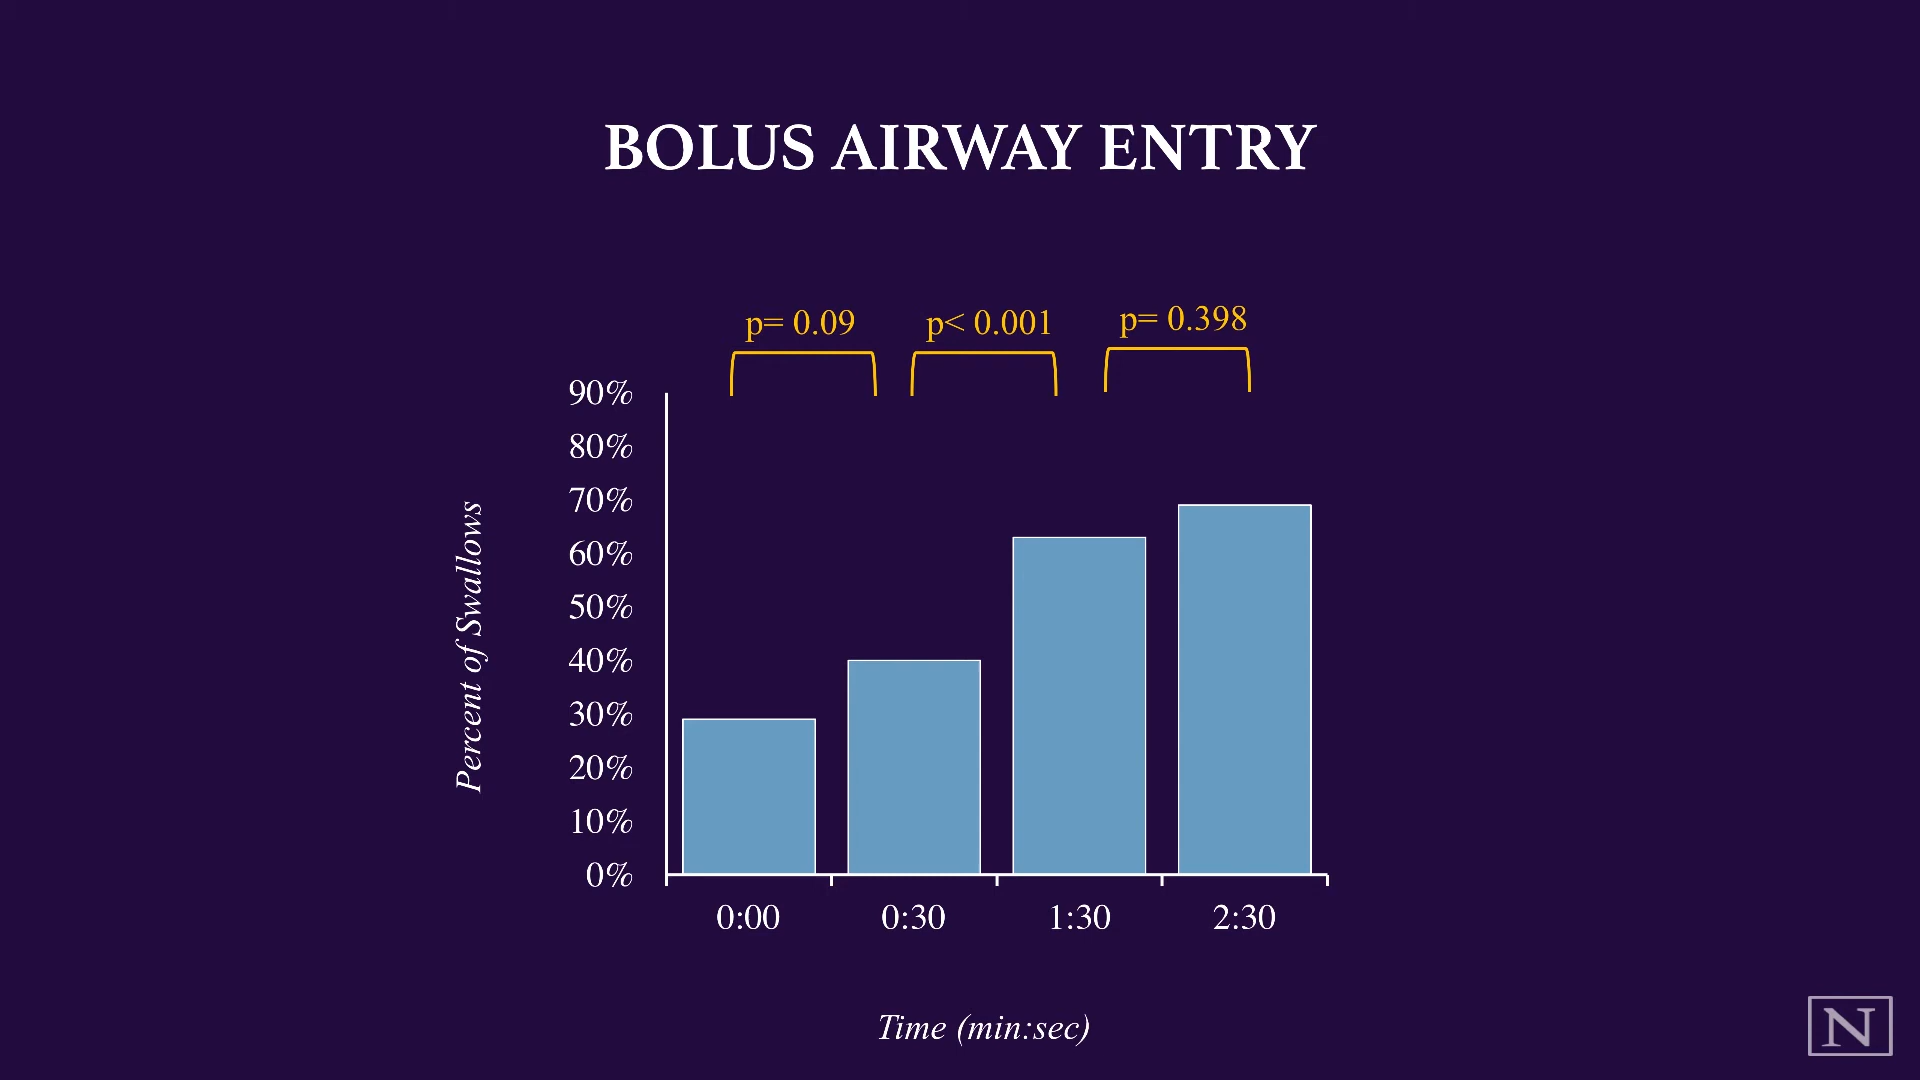 BOLUS AIRWAY ENTRY
p= 0.09
p< 0.001
p= 0.398
90%
80%
70%
60%
50%
40%
30%
20%
10%
0%
Percent of Swallows
0:00
0:30
1:30
2:30
Time (min:sec)
N